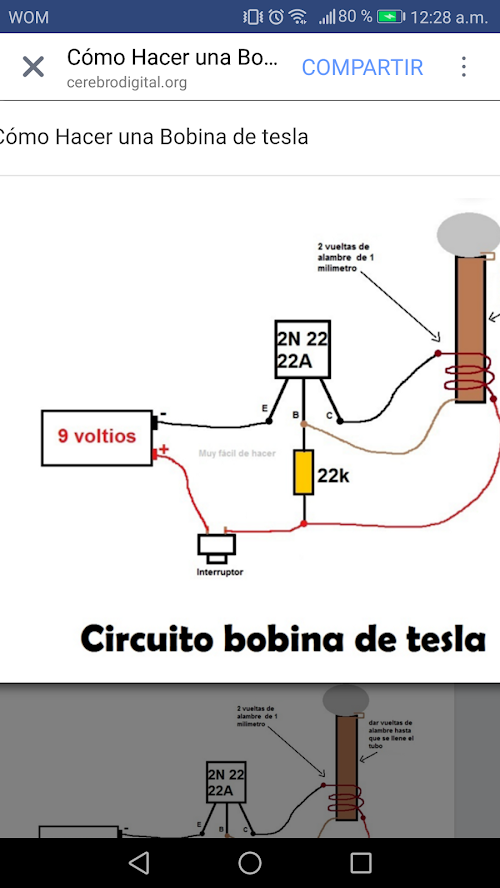 WOM
80 %
12:28 a.m.
Cómo Hacer una Bo...
cerebrodigital.org
COMPARTIR
Cómo Hacer una Bobina de tesla
2 vueltas de
alambre de 1
milimetro
2N 22
22A
E
B
C
-
9 voltios
+
Muy fácil de hacer
22k
Interruptor
Circuito bobina de tesla
2 vueltas de
alambre de 1
milimetro
dar vueltas de
alambre hasta
que se llene el
tubo
2N 22
22A
E
B
C
-